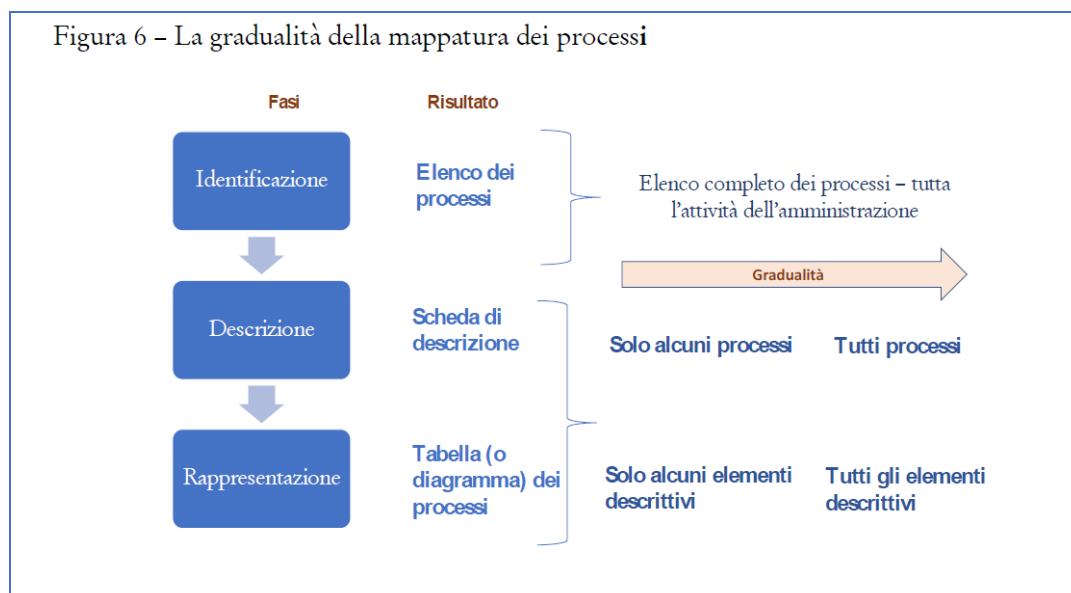 Figura 6 – La gradualità della mappatura dei processi
Fasi
Risultato
Identificazione
Elenco dei
processi
Elenco completo dei processi – tutta
l'attività dell'amministrazione
Gradualità
Descrizione
Scheda di
descrizione
Solo alcuni processi
Tutti processi
Rappresentazione
Tabella (o
diagramma) dei
processi
Solo alcuni elementi
descrittivi
Tutti gli elementi
descrittivi